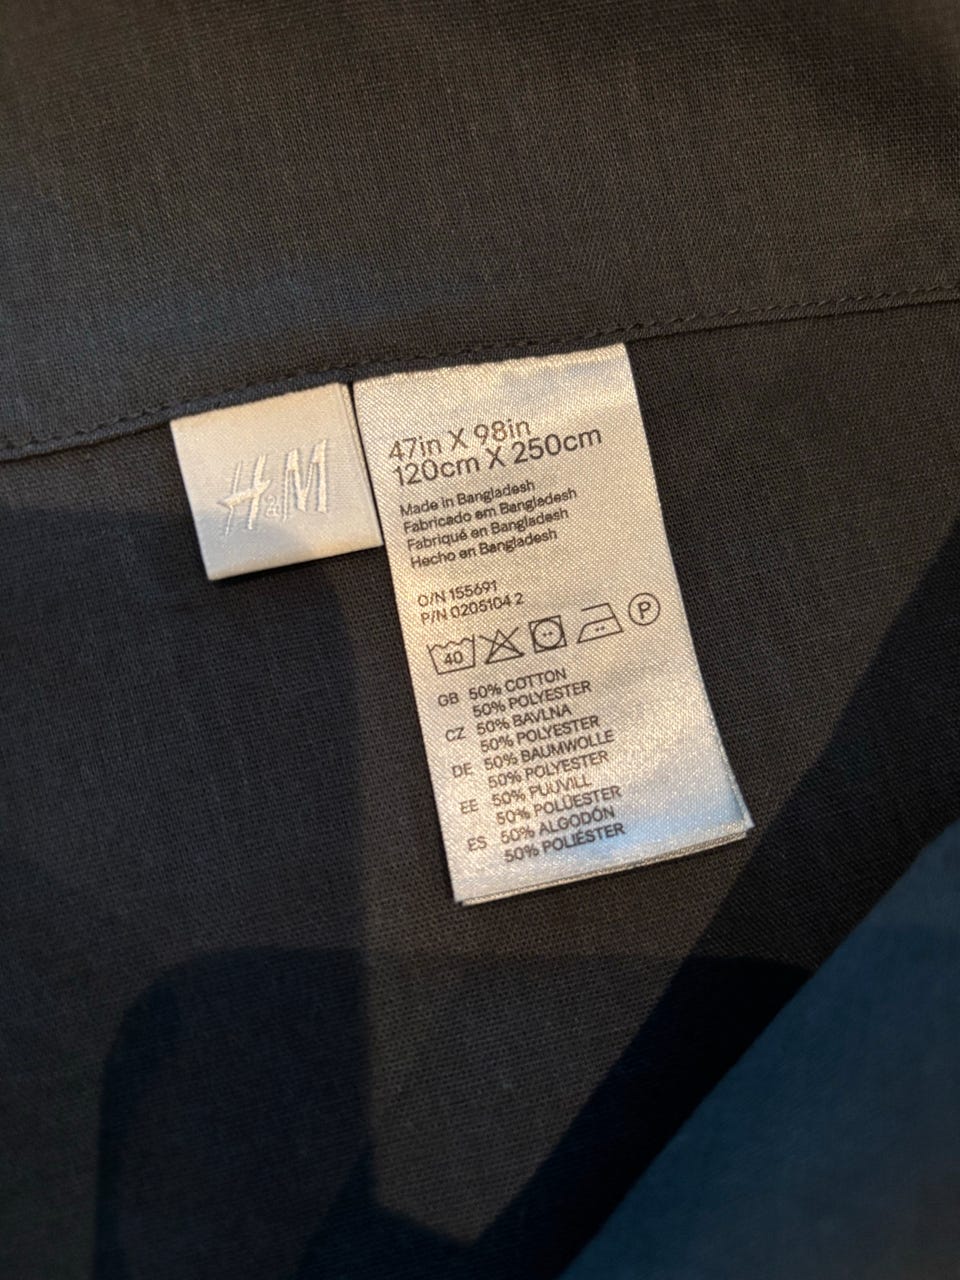 H&M
47in X 98in
120cm X 250cm
Made in Bangladesh
Fabricado em Bangladesh
Fabriqué en Bangladesh
Hecho en Bangladesh
O/N 155691
P/N 0205104 2
40
P
GB 50% COTTON
50% POLYESTER
CZ 50% BAVLNA
50% POLYESTER
DE 50% BAUMWOLLE
50% POLYESTER
EE 50% PUUVILL
50% POLÜESTER
ES 50% ALGODÓN
50% POLIÉSTER